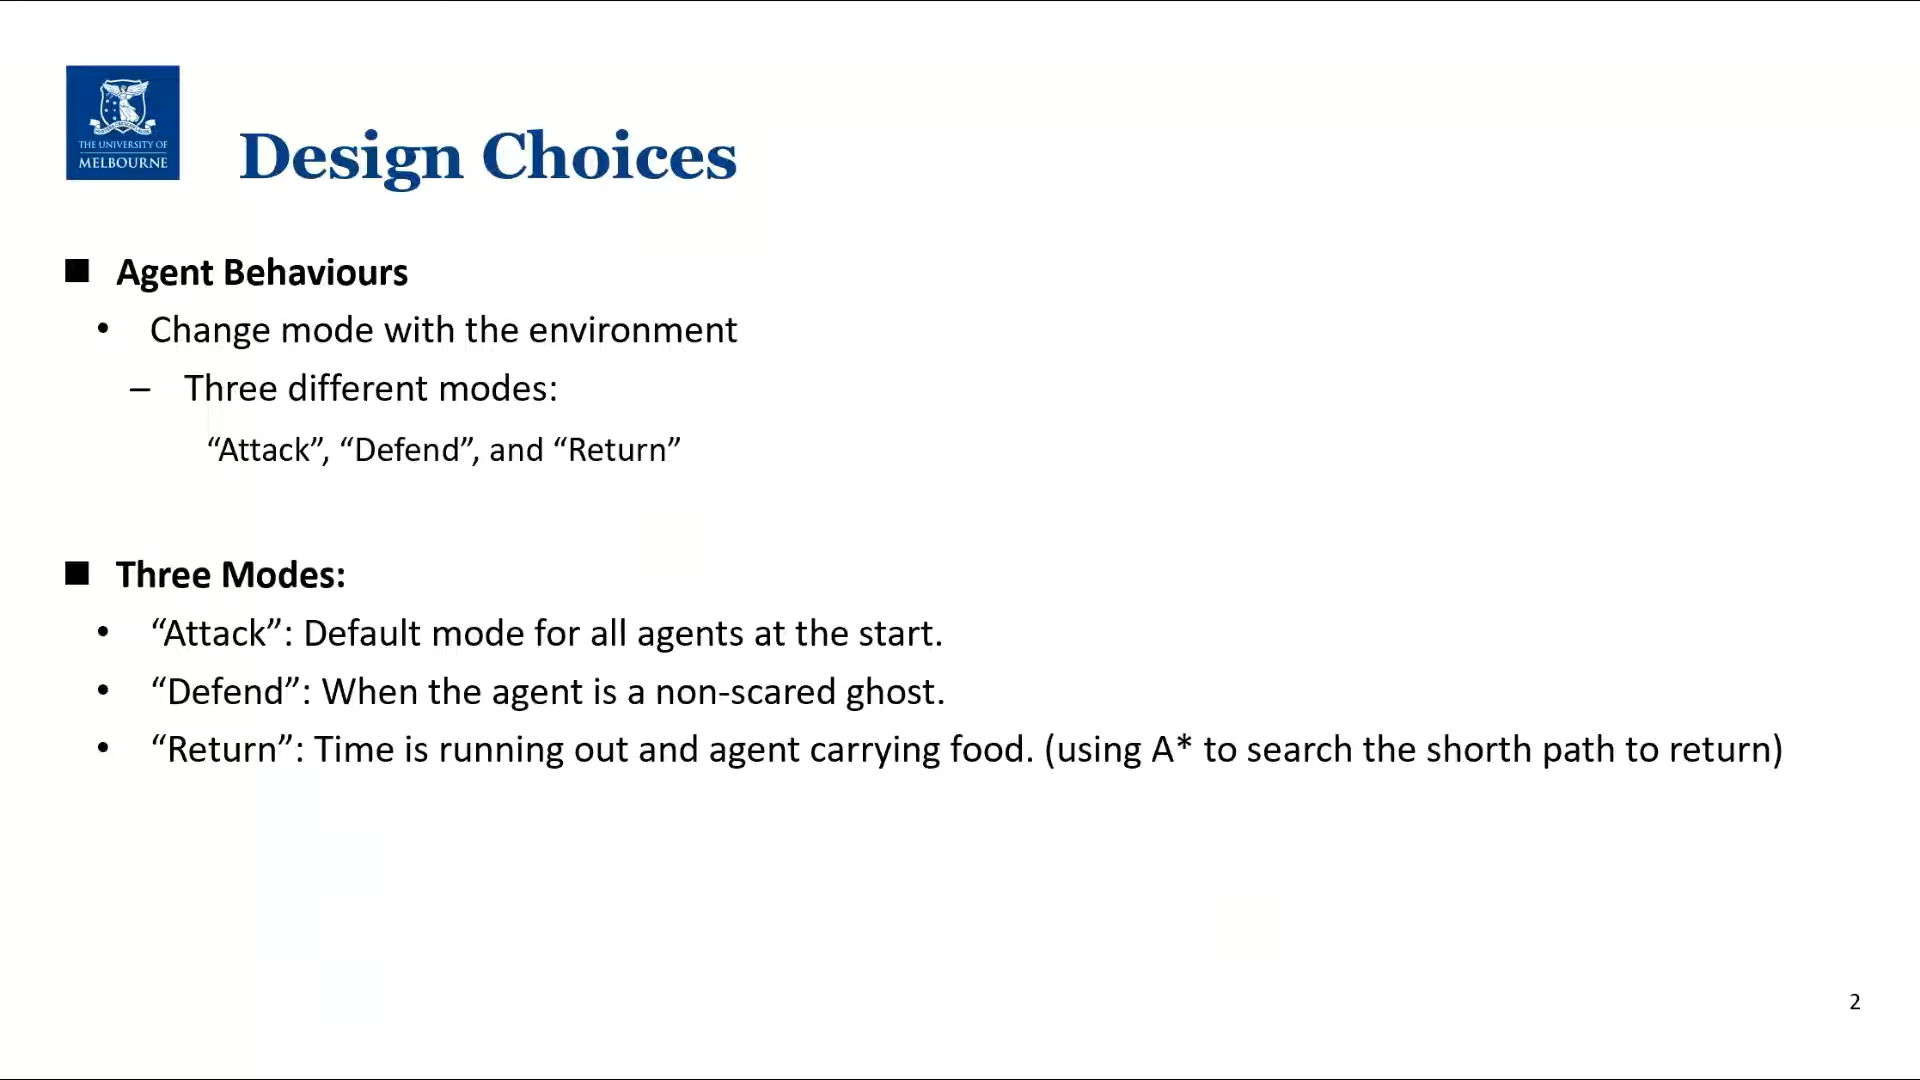 THE UNIVERSITY OF
MELBOURNE
Design Choices
■ Agent Behaviours
• Change mode with the environment
– Three different modes:
“Attack”, “Defend”, and “Return”
■ Three Modes:
• “Attack”: Default mode for all agents at the start.
• “Defend”: When the agent is a non-scared ghost.
• “Return”: Time is running out and agent carrying food. (using A* to search the shorth path to return)
2